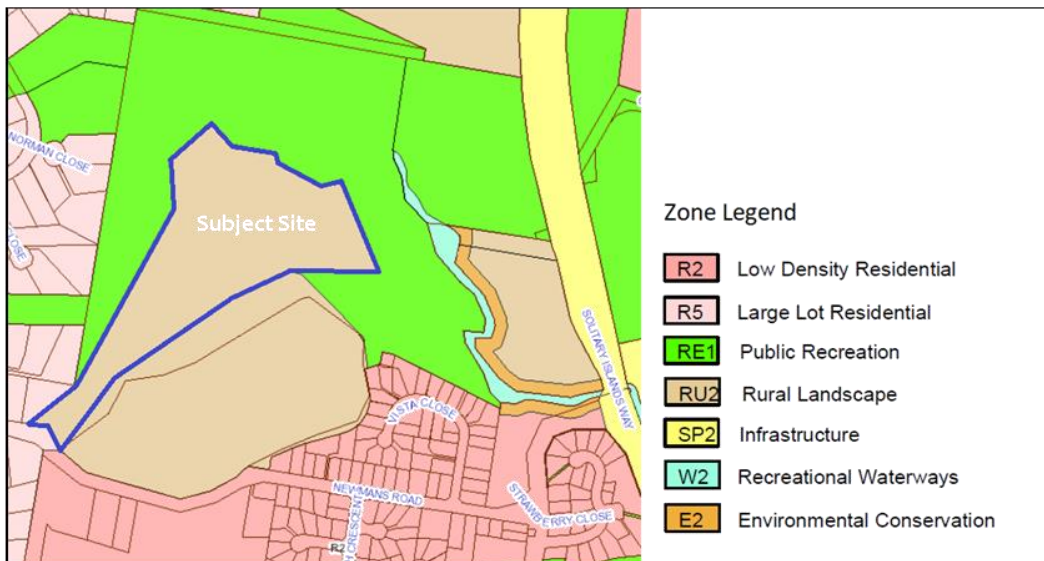 NORMAN CLOSE
CLOSE
Subject Site
SOLITARY ISLANDS WAY
VISTA CLOSE
NEWMANS ROAD
STRAWBERRY CLOSE
CRESCENT
R2
Zone Legend
R2 Low Density Residential
R5 Large Lot Residential
RE1 Public Recreation
RU2 Rural Landscape
SP2 Infrastructure
W2 Recreational Waterways
E2 Environmental Conservation